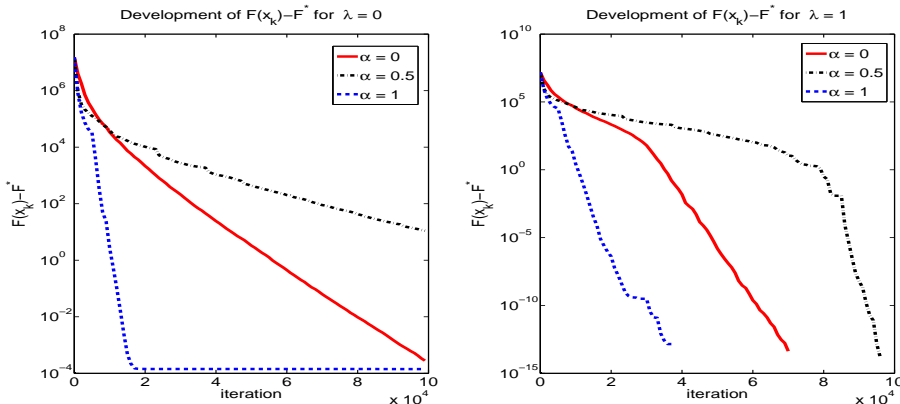 Development of F(x_k)−F^* for λ = 0
F(x_k)−F^*
10^8
10^6
10^4
10^2
10^0
10^−2
10^−4
0
2
4
6
8
10
x 10^4
iteration
α = 0
α = 0.5
α = 1
Development of F(x_k)−F^* for λ = 1
F(x_k)−F^*
10^10
10^5
10^0
10^−5
10^−10
10^−15
0
2
4
6
8
10
x 10^4
iteration
α = 0
α = 0.5
α = 1